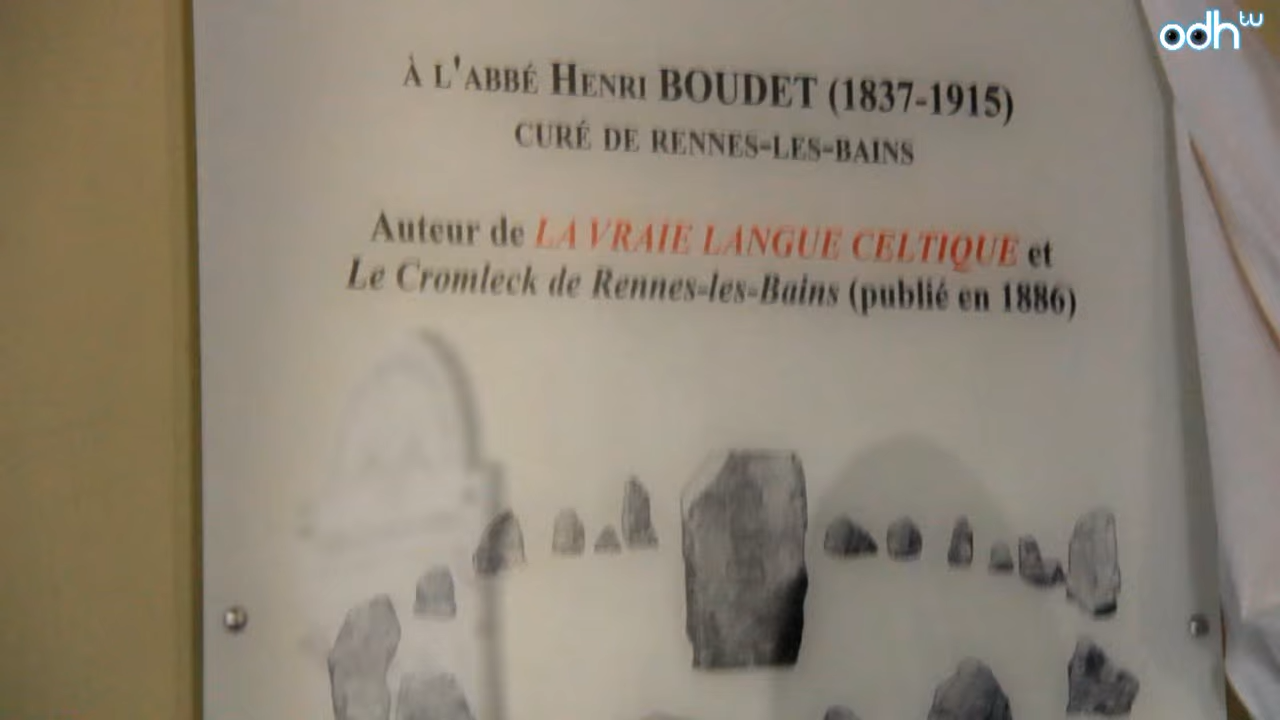 odh tv
À L'ABBÉ HENRI BOUDET (1837-1915)
CURÉ DE RENNES-LES-BAINS
Auteur de LA VRAIE LANGUE CELTIQUE et
Le Cromleck de Rennes-les-Bains (publié en 1886)